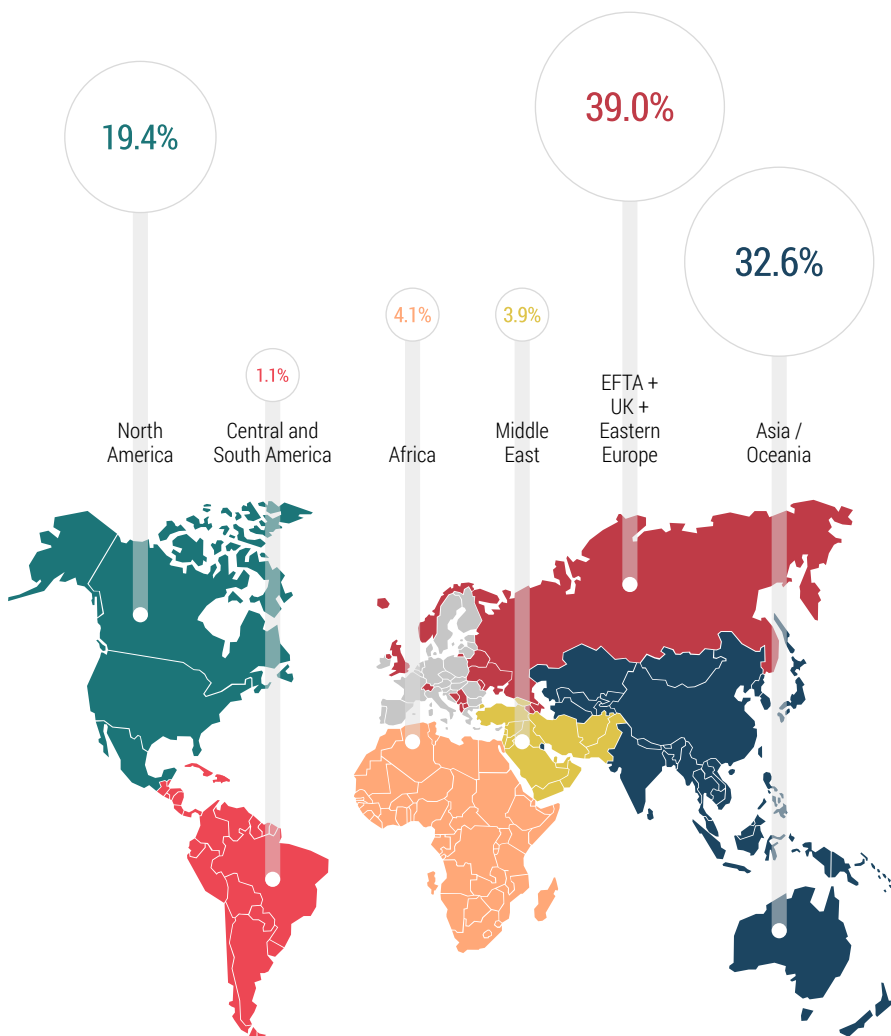 39.0%
19.4%
32.6%
4.1%
3.9%
1.1%
North
America
Central and
South America
Africa
Middle
East
EFTA +
UK +
Eastern
Europe
Asia /
Oceania